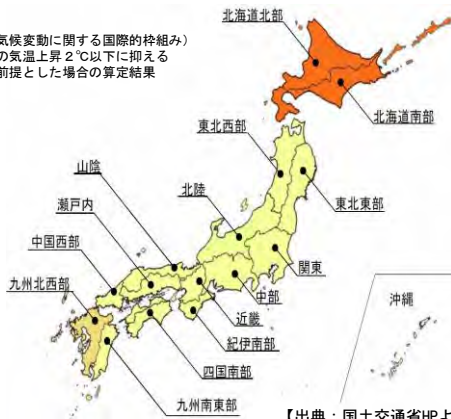 気候変動に関する国際的枠組み）
の気温上昇２℃以下に抑える
前提とした場合の算定結果
北海道北部
北海道南部
東北西部
山陰
東北東部
瀬戸内
北陸
中国西部
関東
九州北西部
中部
沖縄
近畿
紀伊南部
四国南部
九州南東部
【出典：国土交通省HP上